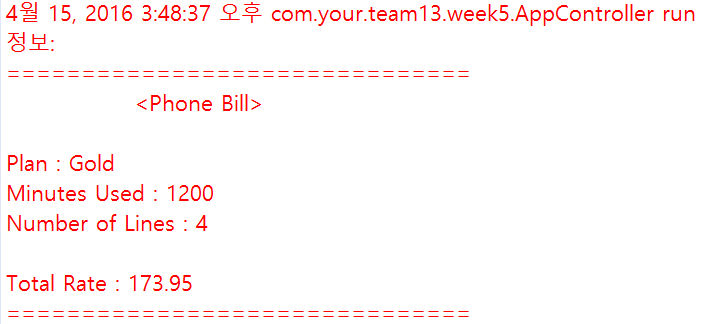 4월 15, 2016 3:48:37 오후 com.your.team13.week5.AppController run
정보:
===============================
<Phone Bill>
Plan : Gold
Minutes Used : 1200
Number of Lines : 4
Total Rate : 173.95
===============================